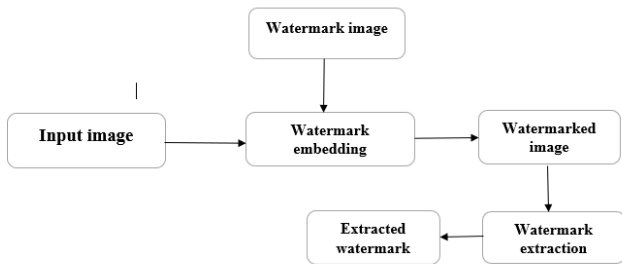 Watermark image
Input image
Watermark
embedding
Watermarked
image
Extracted
watermark
Watermark
extraction